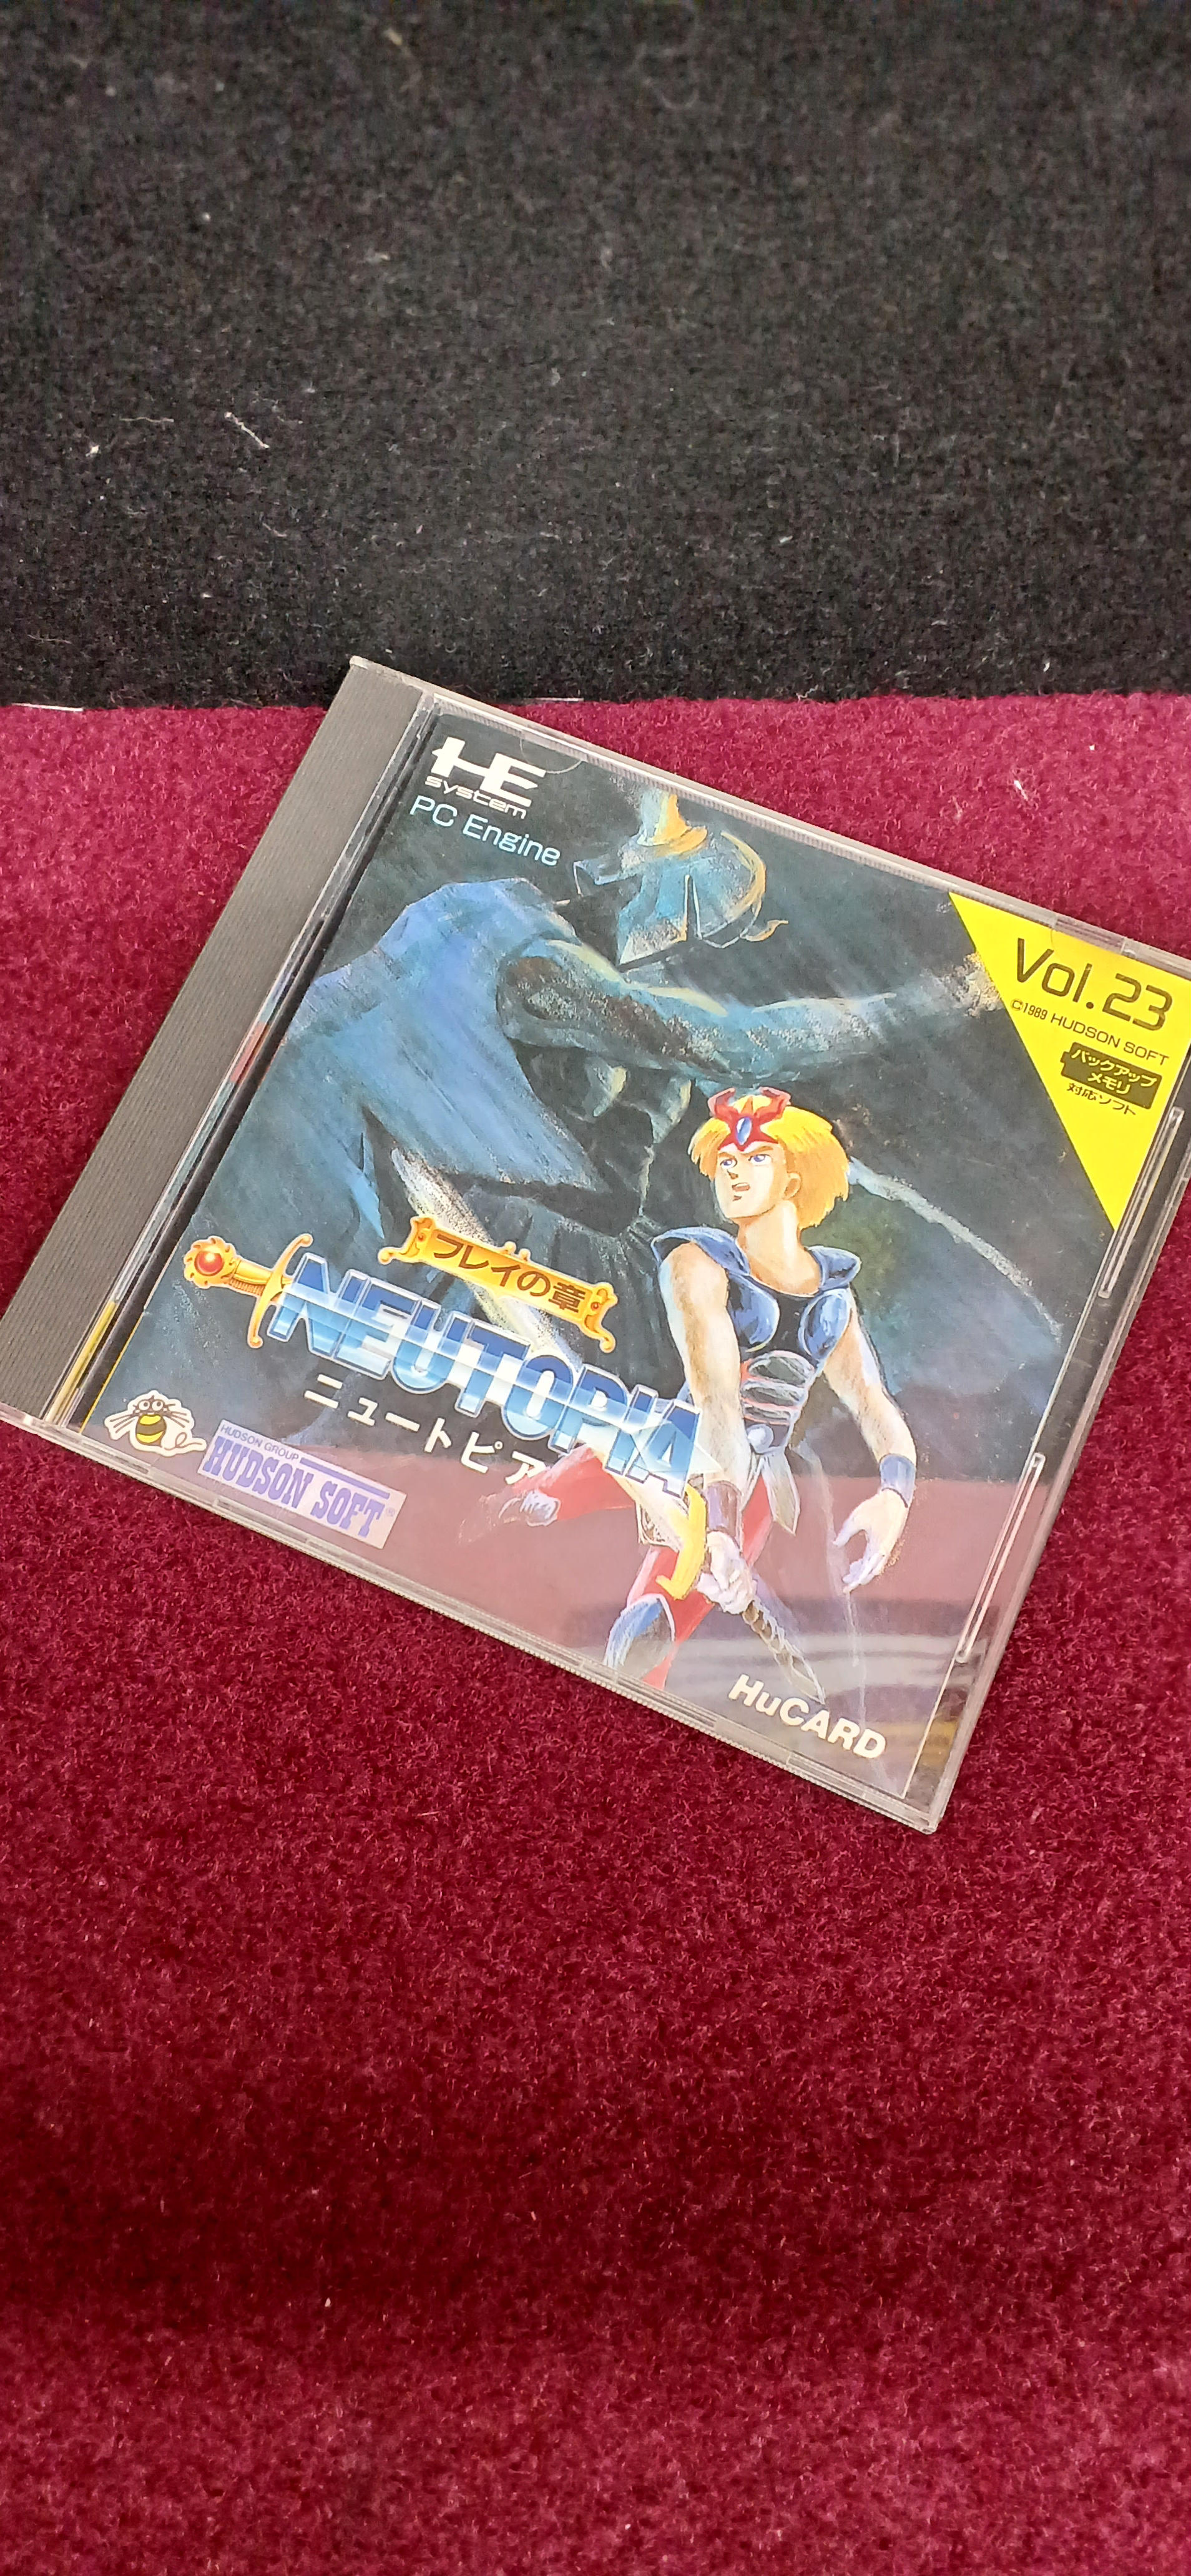 HE
system
PC Engine
Vol.23
©1989 HUDSON SOFT
バックアップ
メモリ
対応ソフト
フレイの章
NEUTOPIA
ニュートピア
HUDSON GROUP
HUDSON SOFT®
HuCARD